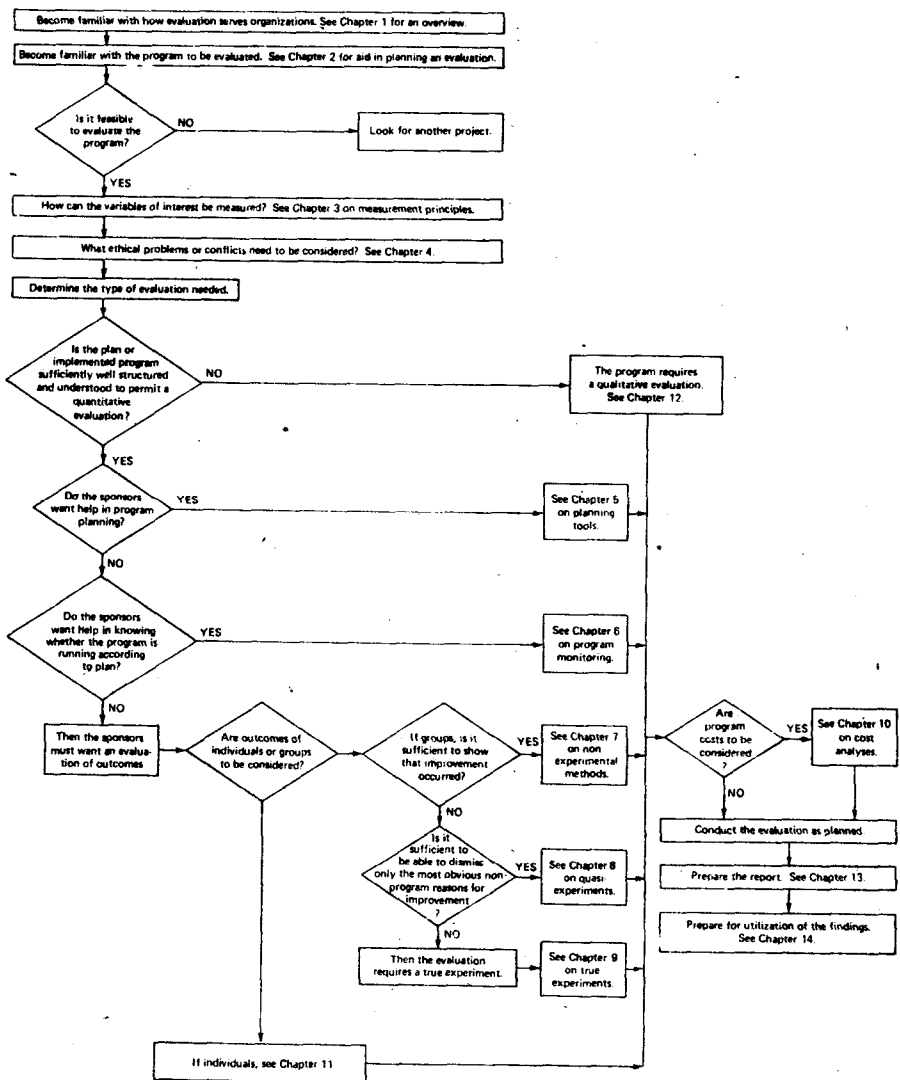 Become familiar with how evaluation serves organizations. See Chapter 1 for an overview.
Become familiar with the program to be evaluated. See Chapter 2 for aid in planning an evaluation.
Is it feasible
to evaluate the
program?
NO
Look for another project.
YES
How can the variables of interest be measured? See Chapter 3 on measurement principles.
What ethical problems or conflicts need to be considered? See Chapter 4.
Determine the type of evaluation needed.
Is the plan or
implemented program
sufficiently well structured
and understood to permit a
quantitative
evaluation?
NO
The program requires
a qualitative evaluation.
See Chapter 12.
YES
Do the sponsors
want help in program
planning?
YES
See Chapter 5
on planning
tools.
NO
Do the sponsors
want help in knowing
whether the program is
running according
to plan?
YES
See Chapter 6
on program
monitoring.
NO
Then the sponsors
must want an evalua-
tion of outcomes
Are outcomes of
individuals or groups
to be considered?
If groups, is it
sufficient to show
that improvement
occurred?
YES
See Chapter 7
on non
experimental
methods.
Are
program
costs to be
considered
?
YES
See Chapter 10
on cost
analyses.
NO
NO
Is it
sufficient to
be able to dismiss
only the most obvious non-
program reasons for
improvement
?
YES
See Chapter 8
on quasi-
experiments.
Conduct the evaluation as planned
Prepare the report. See Chapter 13.
Prepare for utilization of the findings.
See Chapter 14.
NO
Then the evaluation
requires a true experiment.
See Chapter 9
on true
experiments.
If individuals, see Chapter 11